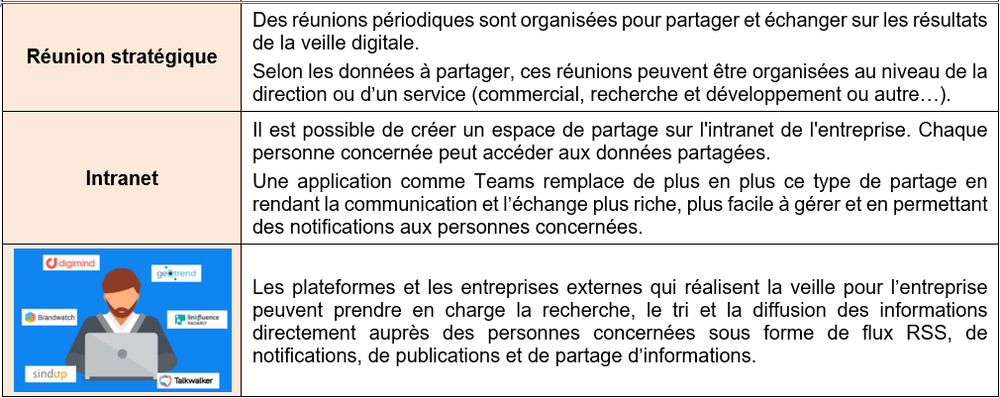 Réunion stratégique
Des réunions périodiques sont organisées pour partager et échanger sur les résultats
de la veille digitale.
Selon les données à partager, ces réunions peuvent être organisées au niveau de la
direction ou d’un service (commercial, recherche et développement ou autre…).
Intranet
Il est possible de créer un espace de partage sur l'intranet de l'entreprise. Chaque
personne concernée peut accéder aux données partagées.
Une application comme Teams remplace de plus en plus ce type de partage en
rendant la communication et l’échange plus riche, plus facile à gérer et en permettant
des notifications aux personnes concernées.
digimind
geotrend
Brandwatch
linkfluence
RADARLY
sindup
Talkwalker
Les plateformes et les entreprises externes qui réalisent la veille pour l’entreprise
peuvent prendre en charge la recherche, le tri et la diffusion des informations
directement auprès des personnes concernées sous forme de flux RSS, de
notifications, de publications et de partage d’informations.